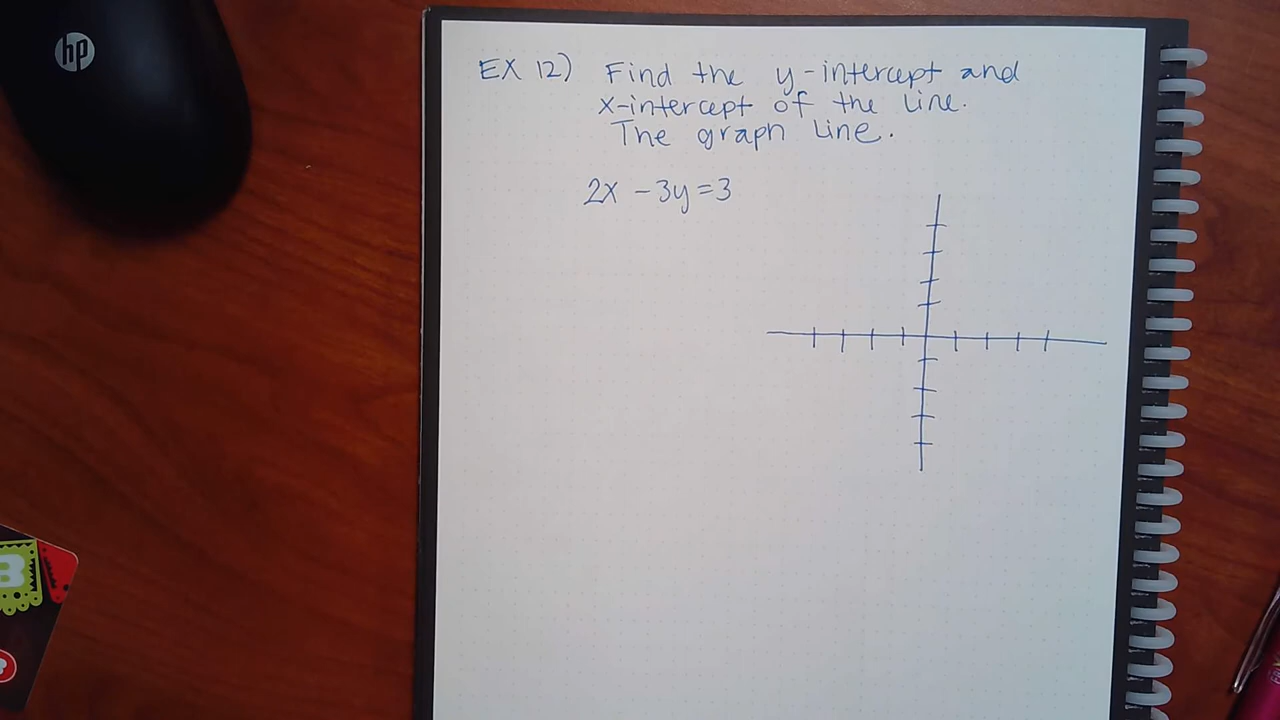 hp
EX 12) Find the y-intercept and
x-intercept of the line.
The graph line.
2x - 3y = 3
B